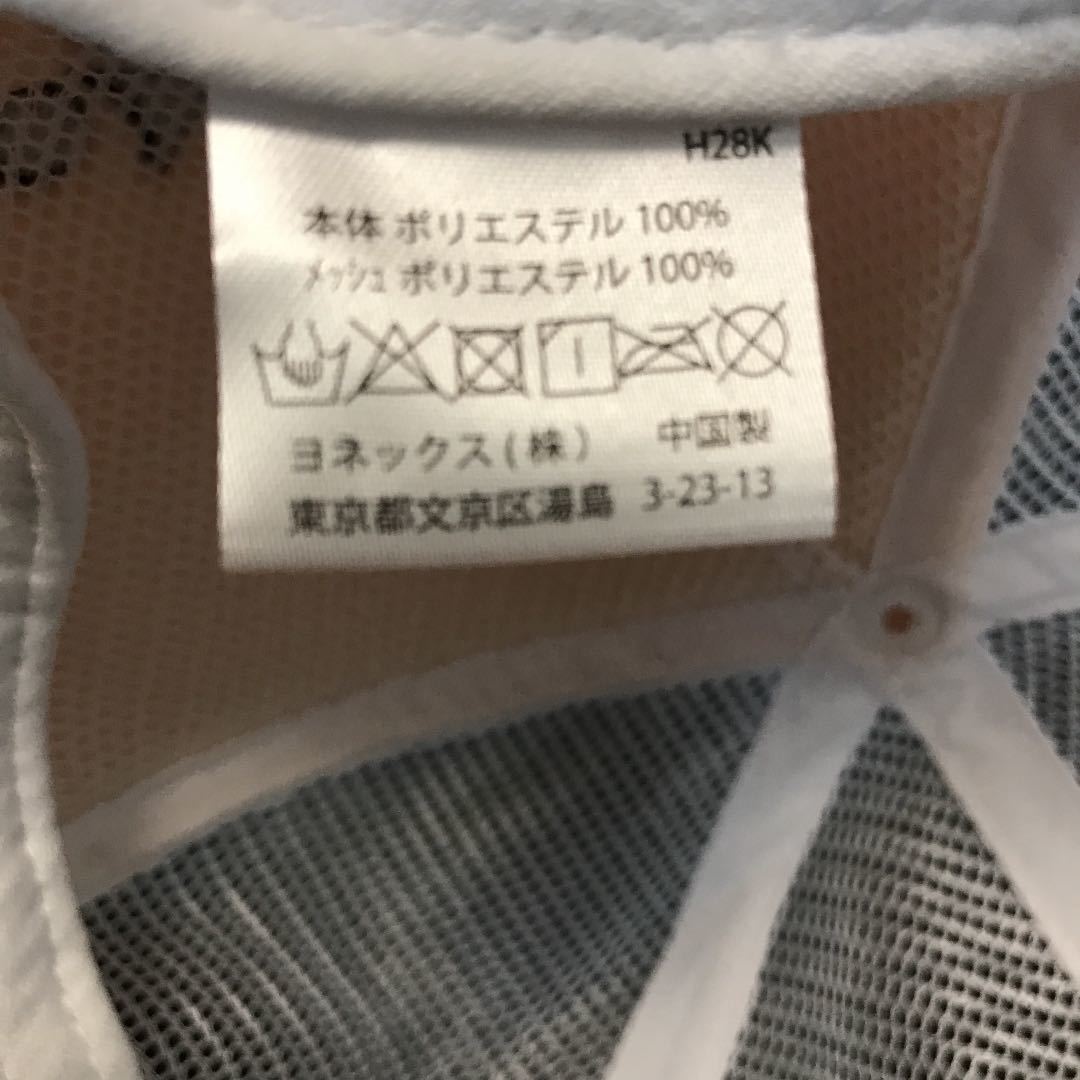 H28K
本体 ポリエステル 100%
メッシュ ポリエステル 100%
ヨネックス(株) 中国製
東京都文京区湯島 3-23-13